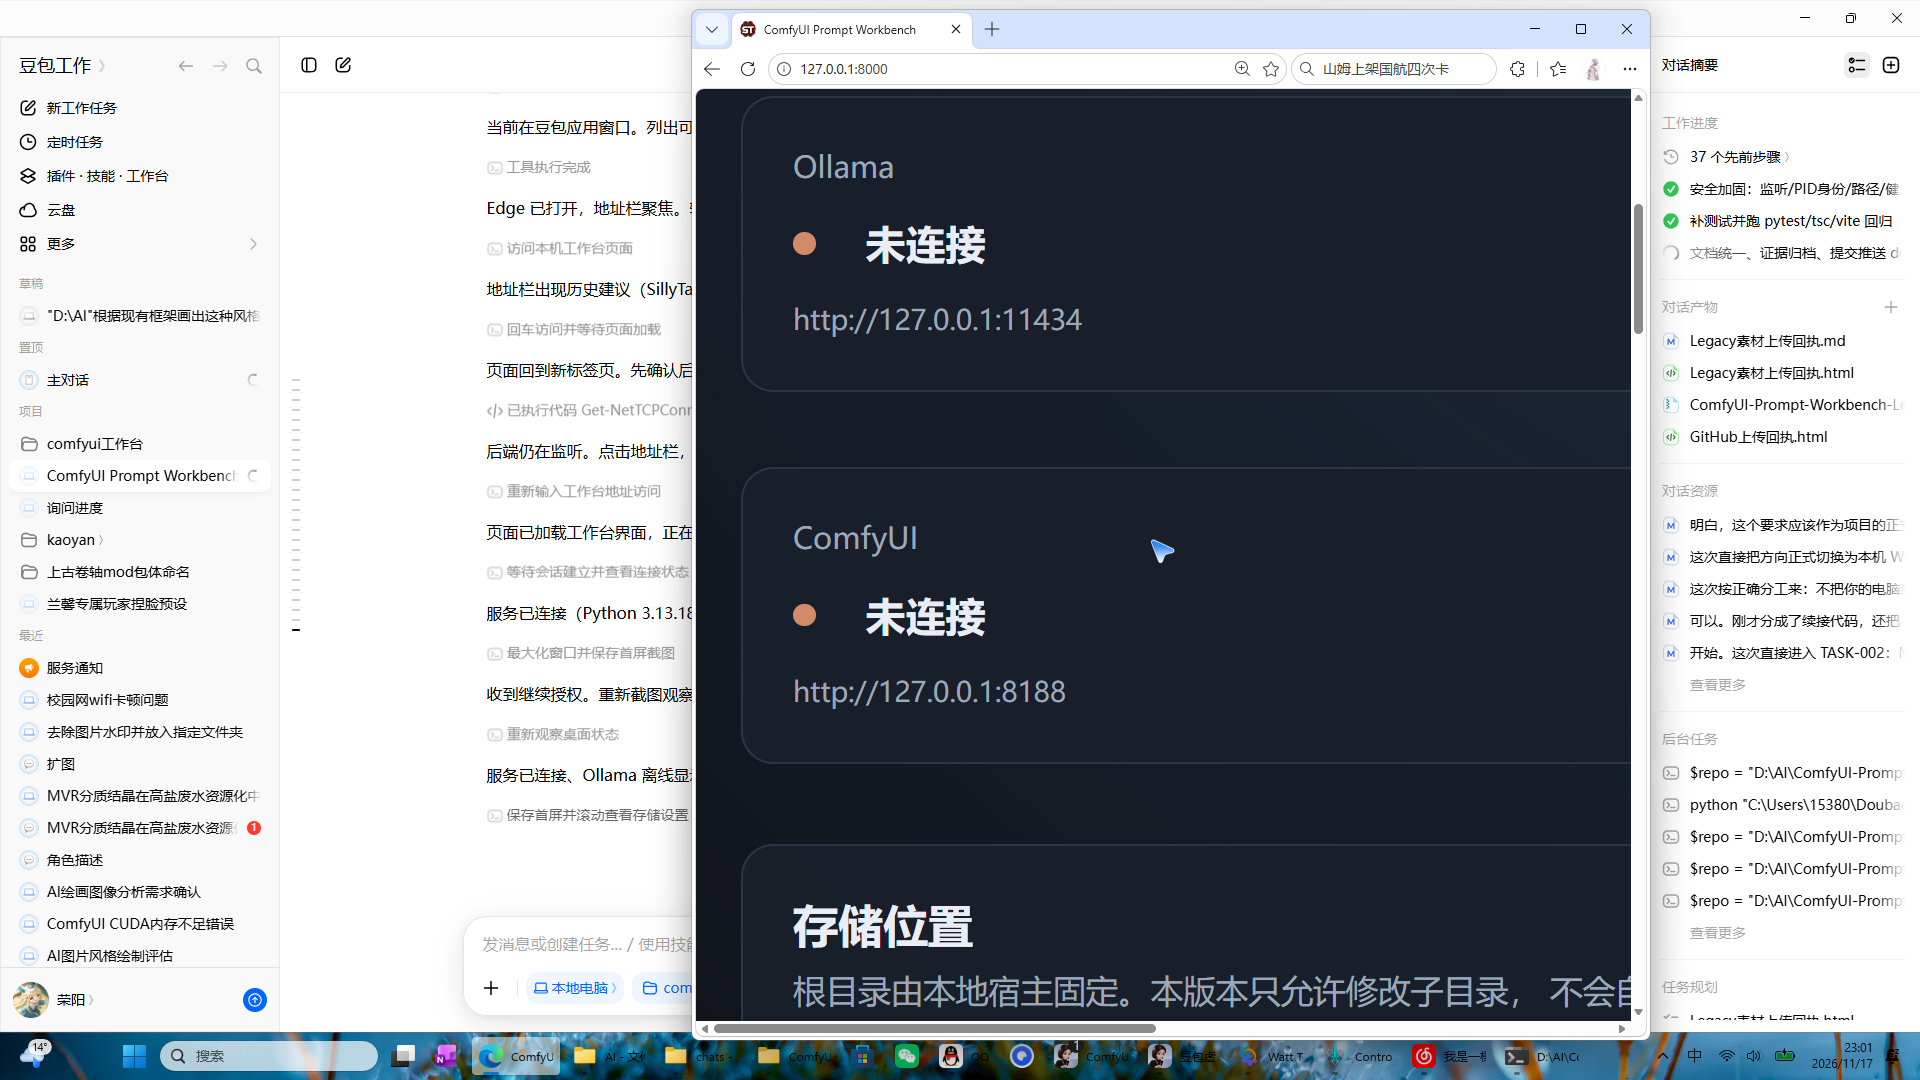 豆包工作
新工作任务
定时任务
插件 · 技能 · 工作台
云盘
更多
草稿
"D:\AI"根据现有框架画出这种风格
置顶
主对话
项目
comfyui工作台
ComfyUI Prompt Workbench
询问进度
kaoyan
上古卷轴mod包体命名
兰馨专属玩家捏脸预设
最近
服务通知
校园网wifi卡顿问题
去除图片水印并放入指定文件夹
扩图
MVR分质结晶在高盐废水资源化中
MVR分质结晶在高盐废水资源
1
角色描述
AI绘画图像分析需求确认
ComfyUI CUDA内存不足错误
AI图片风格绘制评估
荣阳
当前在豆包应用窗口。列出可
工具执行完成
Edge 已打开，地址栏聚焦。
访问本机工作台页面
地址栏出现历史建议（SillyTa
回车访问并等待页面加载
页面回到新标签页。先确认后
已执行代码 Get-NetTCPConn
后端仍在监听。点击地址栏，
重新输入工作台地址访问
页面已加载工作台界面，正在
等待会话建立并查看连接状态
服务已连接（Python 3.13.18
最大化窗口并保存首屏截图
收到继续授权。重新截图观察
重新观察桌面状态
服务已连接、Ollama 离线显
保存首屏并滚动查看存储设置
发消息或创建任务... / 使用技能
本地电脑
com
ComfyUI Prompt Workbench
127.0.0.1:8000
山姆上架国航四次卡
Ollama
未连接
http://127.0.0.1:11434
ComfyUI
未连接
http://127.0.0.1:8188
存储位置
根目录由本地宿主固定。本版本只允许修改子目录， 不会自
对话摘要
工作进度
37 个先前步骤
安全加固：监听/PID身份/路径/健
补测试并跑 pytest/tsc/vite 回归
文档统一、证据归档、提交推送 d
对话产物
Legacy素材上传回执.md
Legacy素材上传回执.html
ComfyUI-Prompt-Workbench-Le
GitHub上传回执.html
对话资源
明白，这个要求应该作为项目的正
这次直接把方向正式切换为本机 W
这次按正确分工来：不把你的电脑
可以。刚才分成了续接代码，还把
开始。这次直接进入 TASK-002：
查看更多
后台任务
$repo = "D:\AI\ComfyUI-Promp
python "C:\Users\15380\Douba
$repo = "D:\AI\ComfyUI-Promp
$repo = "D:\AI\ComfyUI-Promp
$repo = "D:\AI\ComfyUI-Promp
查看更多
任务规划
Legacy素材上传回执.html
14°
搜索
ComfyU
AI - 文
chats -
ComfyU
QQ
ComfyU
豆包桌
Watt T
Contro
我是一
D:\AI\Co
中
23:01
2026/11/17